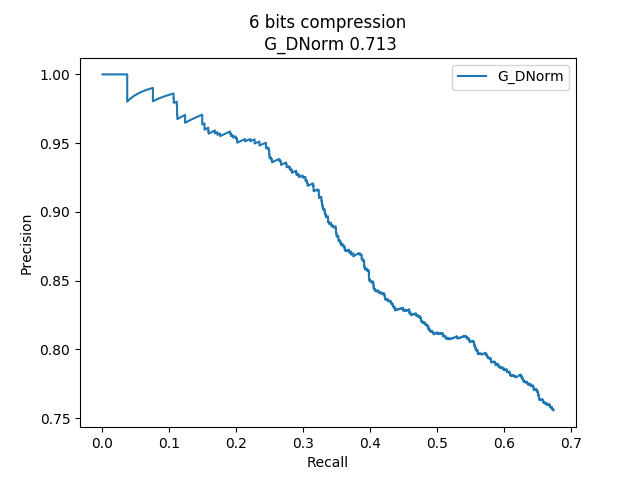 6 bits compression
G_DNorm 0.713
G_DNorm
1.00
0.95
0.90
0.85
0.80
0.75
Precision
0.0 0.1 0.2 0.3 0.4 0.5 0.6 0.7
Recall